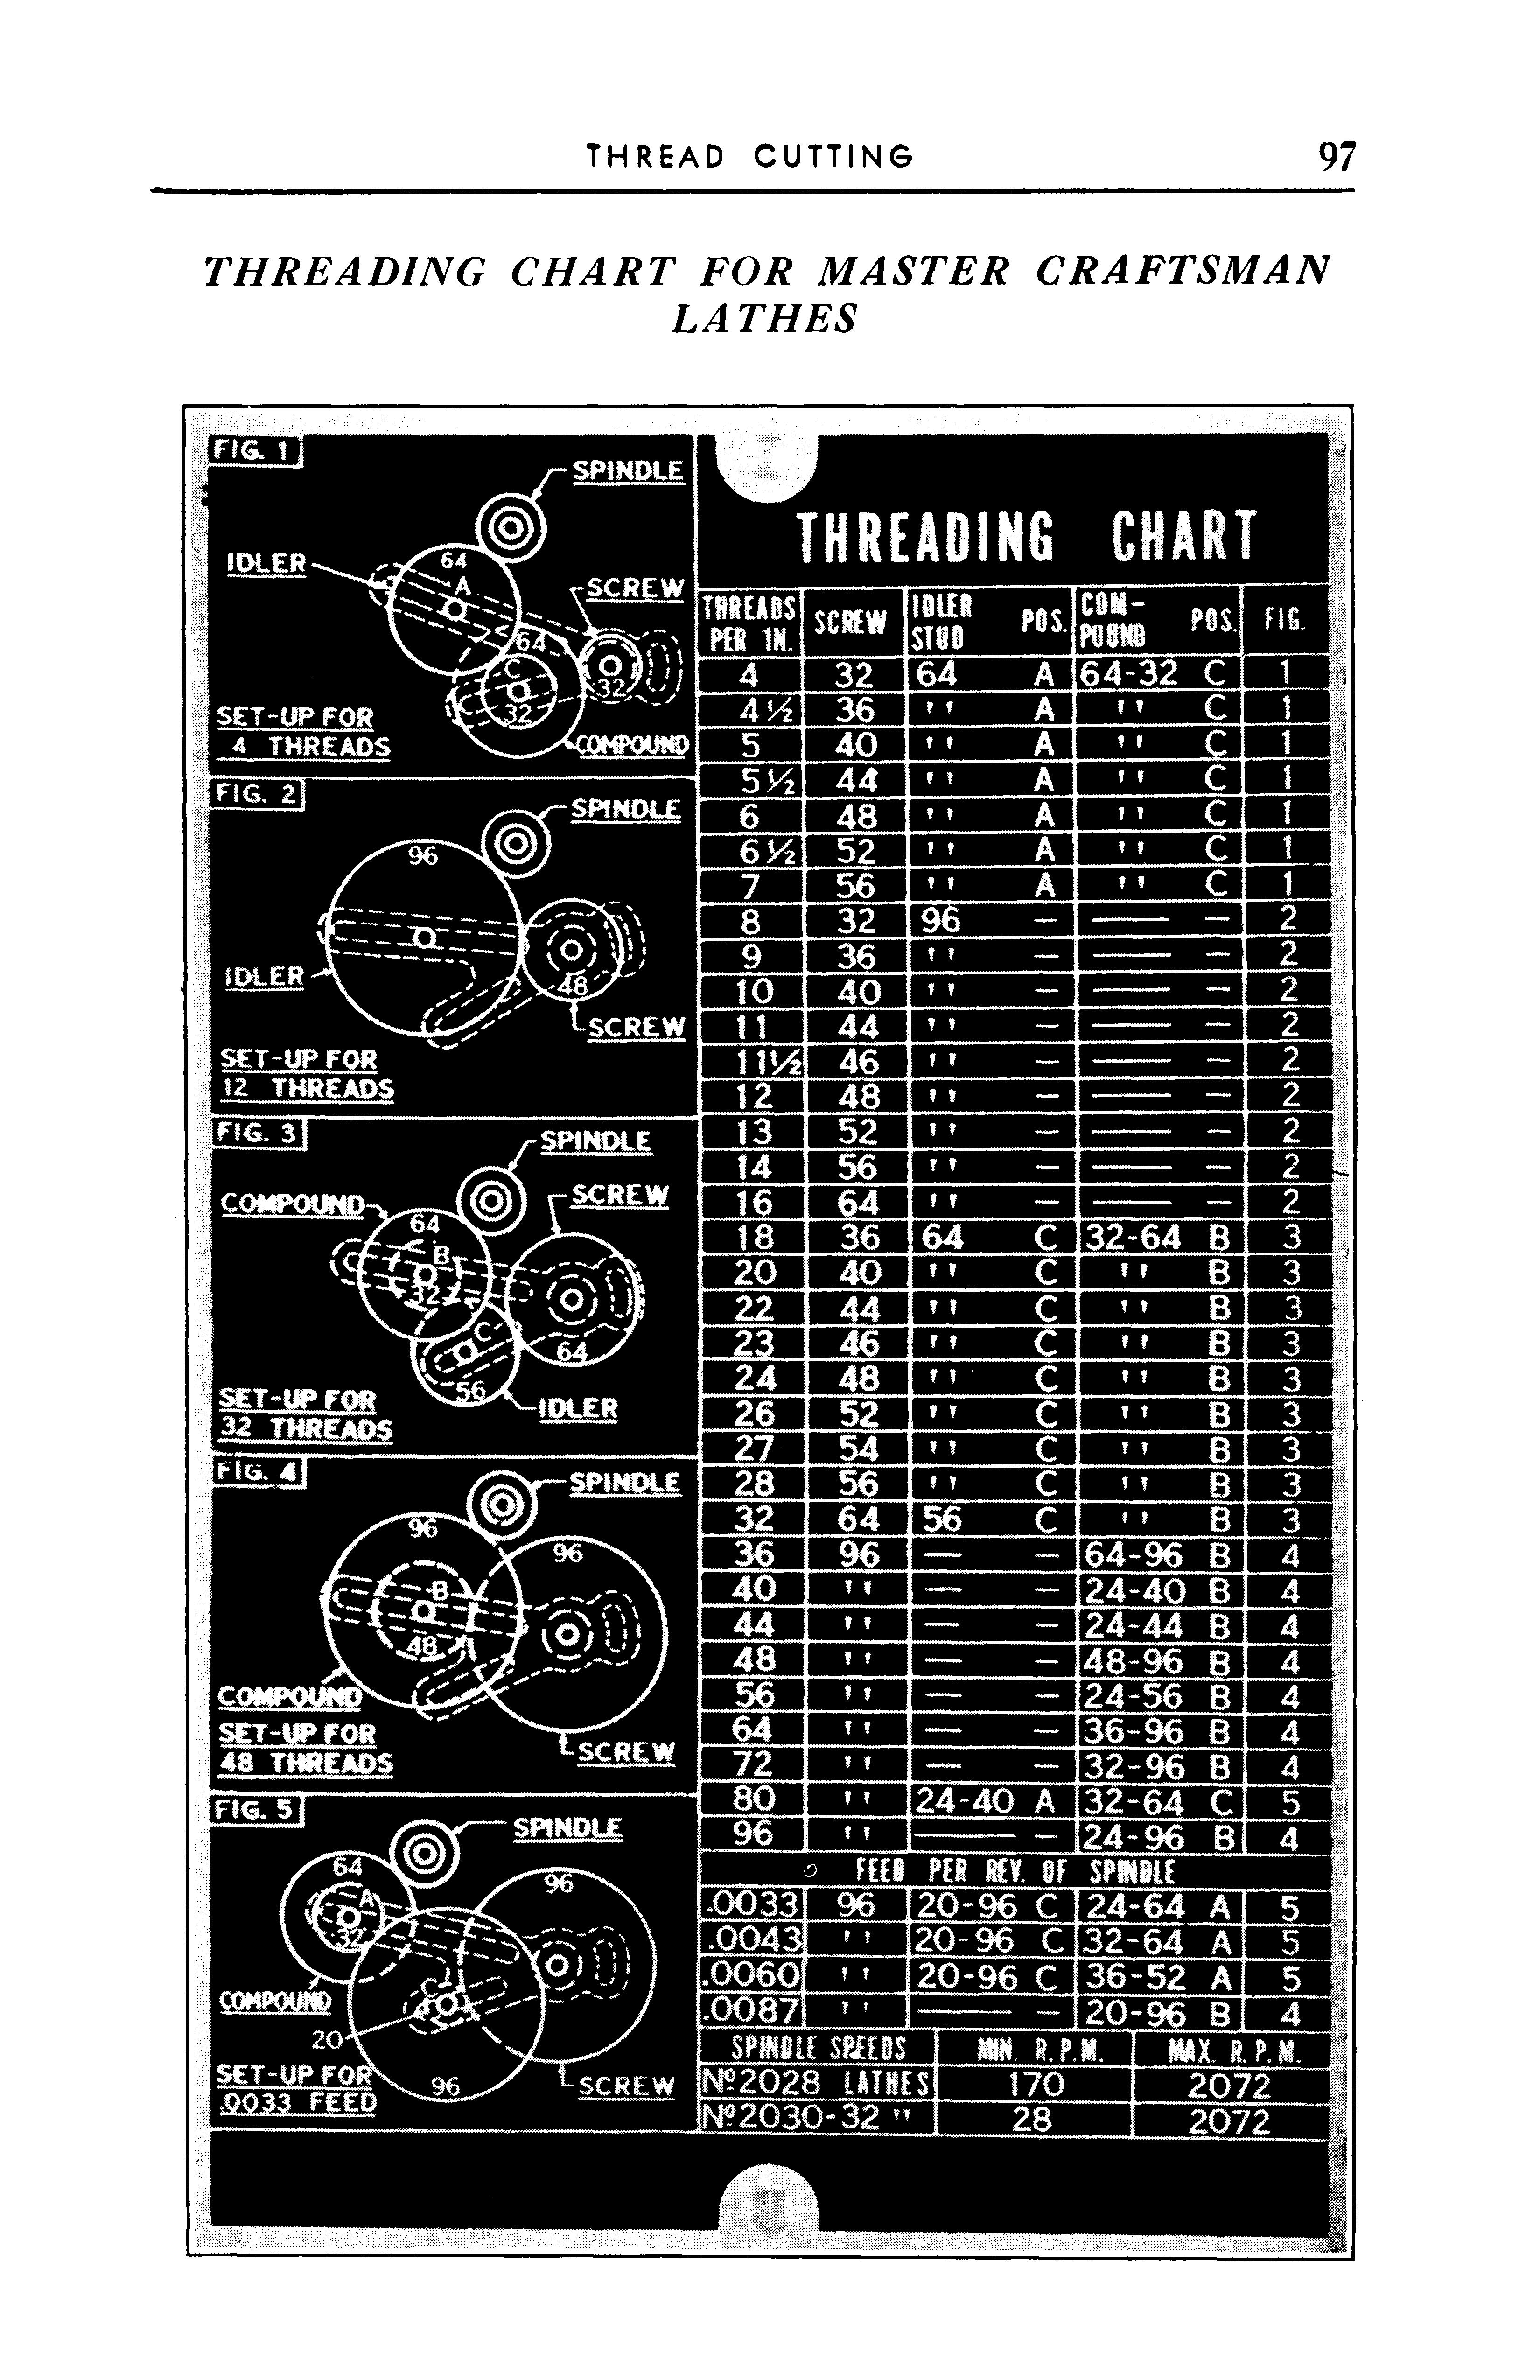 THREAD CUTTING 97
THREADING CHART FOR MASTER CRAFTSMAN
LATHES
FIG. 1
SPINDLE
IDLER
64
A
SCREW
64
C
32
32
SET-UP FOR
4 THREADS
COMPOUND
FIG. 2
SPINDLE
96
IDLER
48
SCREW
SET-UP FOR
12 THREADS
FIG. 3
SPINDLE
COMPOUND
SCREW
64
B
32
C
64
56
IDLER
SET-UP FOR
32 THREADS
FIG. 4
SPINDLE
96
96
B
48
COMPOUND
SET-UP FOR
48 THREADS
SCREW
FIG. 5
SPINDLE
64
96
A
32
C
COMPOUND
20
SET-UP FOR
.0033 FEED
96
SCREW
THREADING CHART
THREADS PER IN. SCREW IDLER STUD POS. COM-POUND POS. FIG.
4 32 64 A 64-32 C 1
4½ 36 '' A '' C 1
5 40 '' A '' C 1
5½ 44 '' A '' C 1
6 48 '' A '' C 1
6½ 52 '' A '' C 1
7 56 '' A '' C 1
8 32 96 – — – 2
9 36 '' – — – 2
10 40 '' – — – 2
11 44 '' – — – 2
11½ 46 '' – — – 2
12 48 '' – — – 2
13 52 '' – — – 2
14 56 '' – — – 2
16 64 '' – — – 2
18 36 64 C 32-64 B 3
20 40 '' C '' B 3
22 44 '' C '' B 3
23 46 '' C '' B 3
24 48 '' C '' B 3
26 52 '' C '' B 3
27 54 '' C '' B 3
28 56 '' C '' B 3
32 64 56 C '' B 3
36 96 — – 64-96 B 4
40 '' — – 24-40 B 4
44 '' — – 24-44 B 4
48 '' — – 48-96 B 4
56 '' — – 24-56 B 4
64 '' — – 36-96 B 4
72 '' — – 32-96 B 4
80 '' 24-40 A 32-64 C 5
96 '' — – 24-96 B 4
FEED PER REV. OF SPINDLE
.0033 96 20-96 C 24-64 A 5
.0043 '' 20-96 C 32-64 A 5
.0060 '' 20-96 C 36-52 A 5
.0087 '' — – 20-96 B 4
SPINDLE SPEEDS MIN. R.P.M. MAX. R.P.M.
Nº2028 LATHES 170 2072
Nº2030-32 '' 28 2072